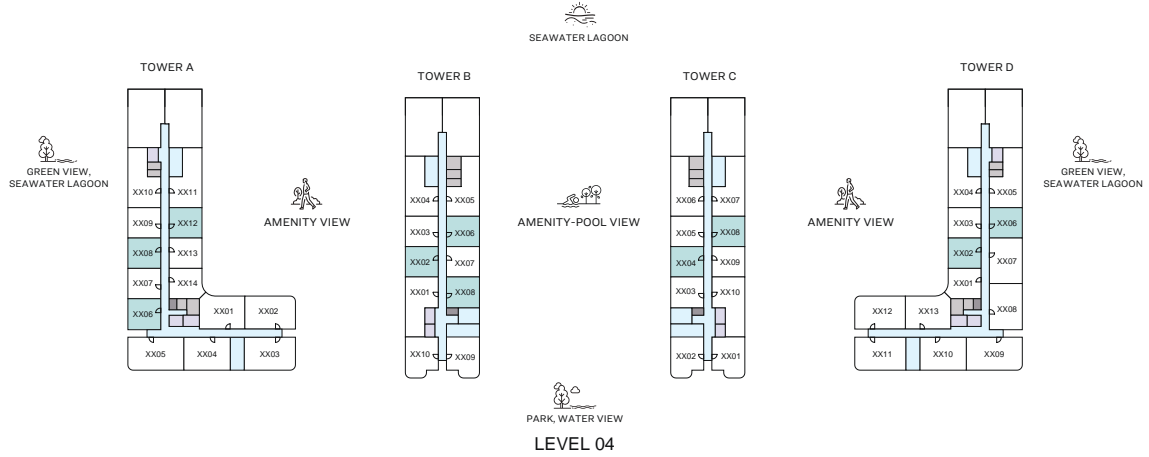 SEAWATER LAGOON
TOWER A
TOWER B
TOWER C
TOWER D
GREEN VIEW,
SEAWATER LAGOON
AMENITY VIEW
AMENITY-POOL VIEW
AMENITY VIEW
GREEN VIEW,
SEAWATER LAGOON
XX10 XX11
XX09 XX12
XX08 XX13
XX07 XX14
XX06 XX01 XX02
XX05 XX04 XX03
XX04 XX05
XX03 XX06
XX02 XX07
XX01 XX08
XX10 XX09
XX06 XX07
XX05 XX08
XX04 XX09
XX03 XX10
XX02 XX01
XX04 XX05
XX03 XX06
XX02 XX07
XX01
XX12 XX13 XX08
XX11 XX10 XX09
PARK, WATER VIEW
LEVEL 04